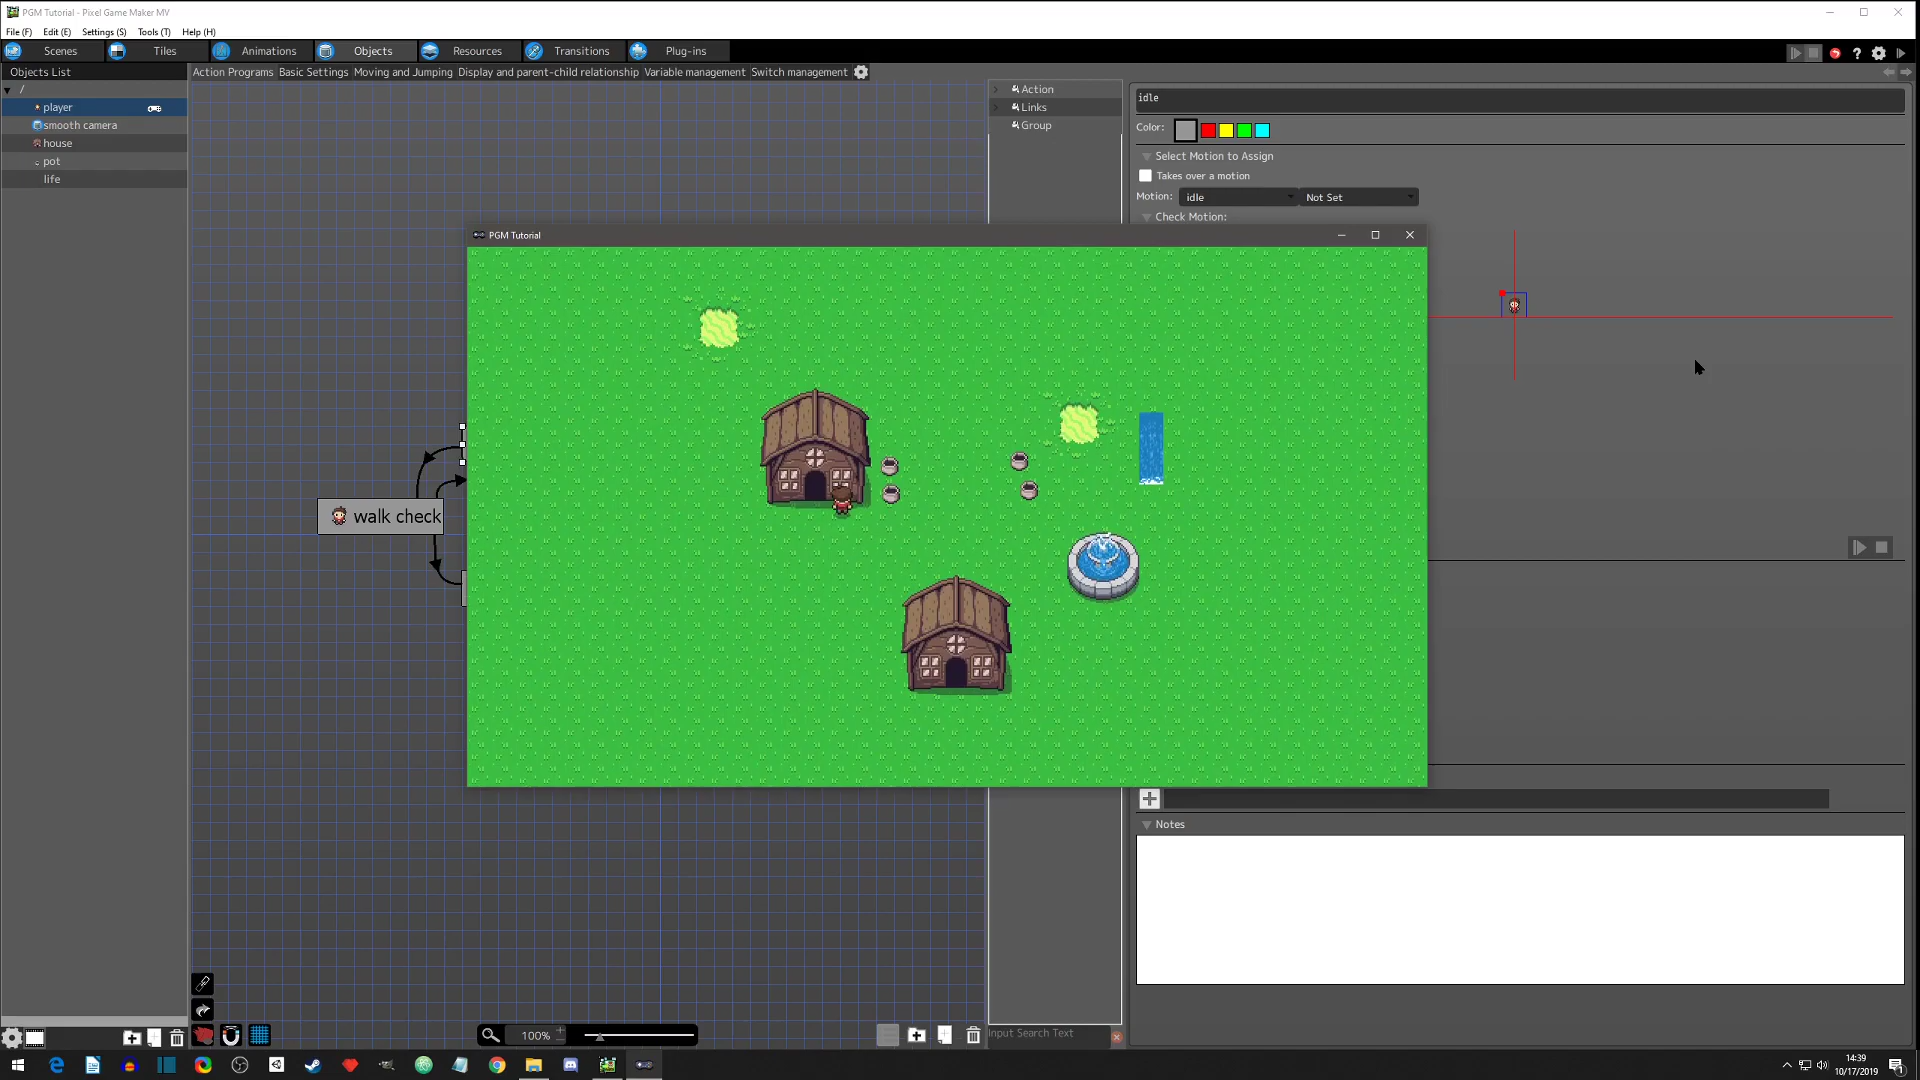 PGM Tutorial - Pixel Game Maker MV
File (F) Edit (E) Settings (S) Tools (T) Help (H)
Scenes Tiles Animations Objects Resources Transitions Plug-ins
Objects List
Action Programs Basic Settings Moving and Jumping Display and parent-child relationship Variable management Switch management
/
player
smooth camera
house
pot
life
Action
Links
Group
idle
Color:
Select Motion to Assign
Takes over a motion
Motion: idle Not Set
Check Motion:
PGM Tutorial
walk check
Notes
100%
Input Search Text
14:39
10/17/2019